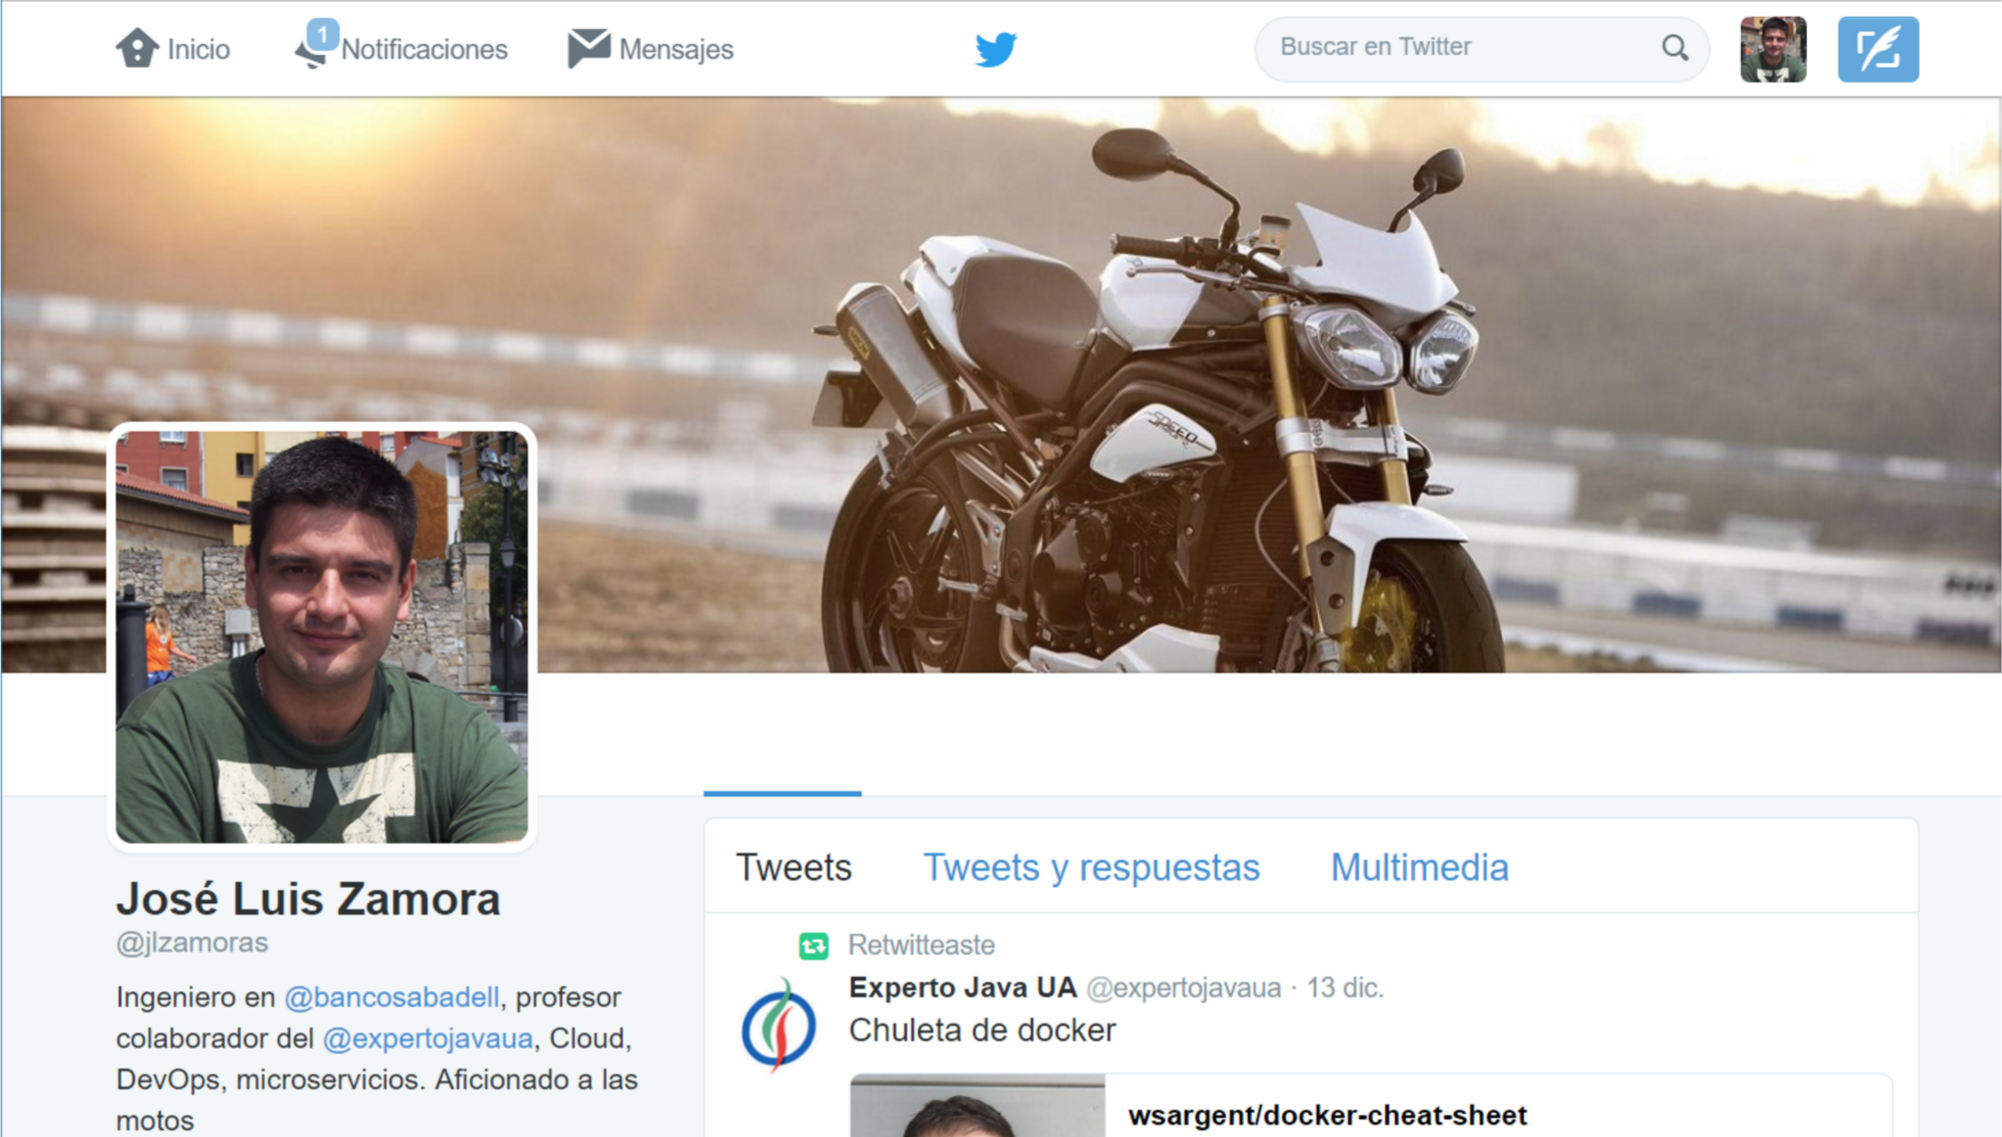 Inicio
1
Notificaciones
Mensajes
Buscar en Twitter
SPEED
José Luis Zamora
@jlzamoras
Ingeniero en @bancosabadell, profesor
colaborador del @expertojavaua, Cloud,
DevOps, microservicios. Aficionado a las
motos
Tweets
Tweets y respuestas
Multimedia
Retwitteaste
Experto Java UA @expertojavaua · 13 dic.
Chuleta de docker
wsargent/docker-cheat-sheet